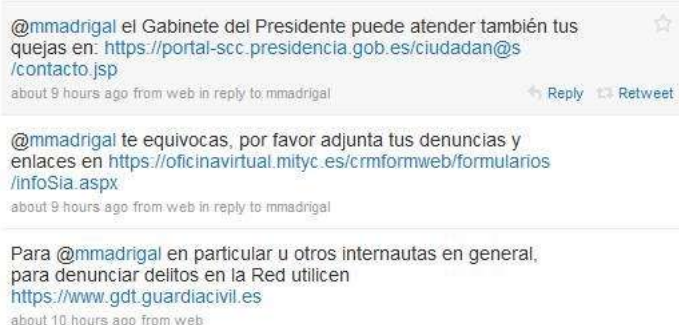 @mmadrigal el Gabinete del Presidente puede atender también tus
quejas en: https://portal-scc.presidencia.gob.es/ciudadan@s
/contacto.jsp
about 9 hours ago from web in reply to mmadrigal
Reply Retweet
@mmadrigal te equivocas, por favor adjunta tus denuncias y
enlaces en https://oficinavirtual.mityc.es/crmformweb/formularios
/infoSia.aspx
about 9 hours ago from web in reply to mmadrigal
Para @mmadrigal en particular u otros internautas en general,
para denunciar delitos en la Red utilicen
https://www.gdt.guardiacivil.es
about 10 hours ago from web